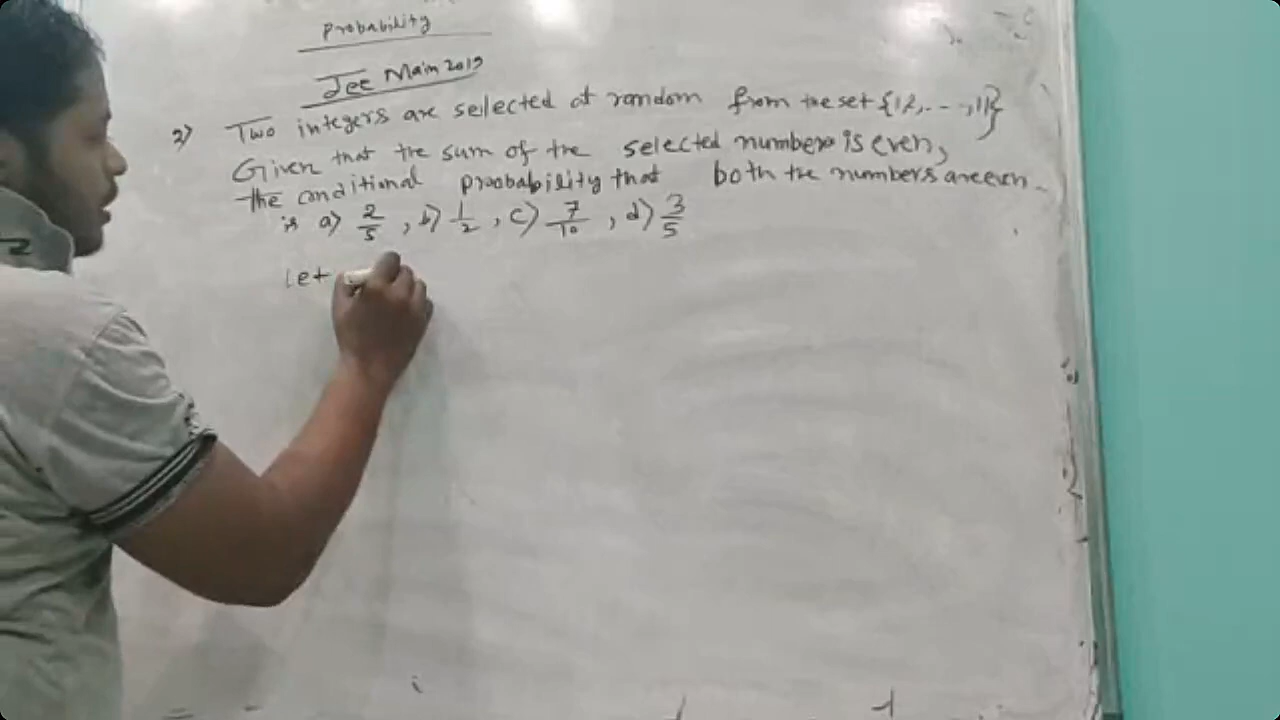 Probability
Jee Main 2019
2) Two integers are selected at random from the set {1,2,...,11}
Given that the sum of the selected numbers is even,
the conditional probability that both the numbers are even
is a) 2/5, b) 1/2, c) 7/10, d) 3/5
Let